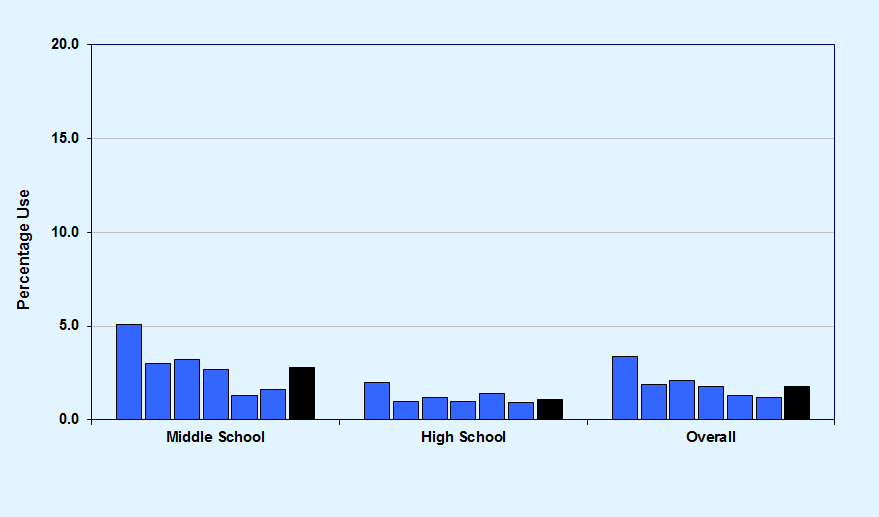 20.0
15.0
10.0
5.0
0.0
Percentage Use
Middle School
High School
Overall